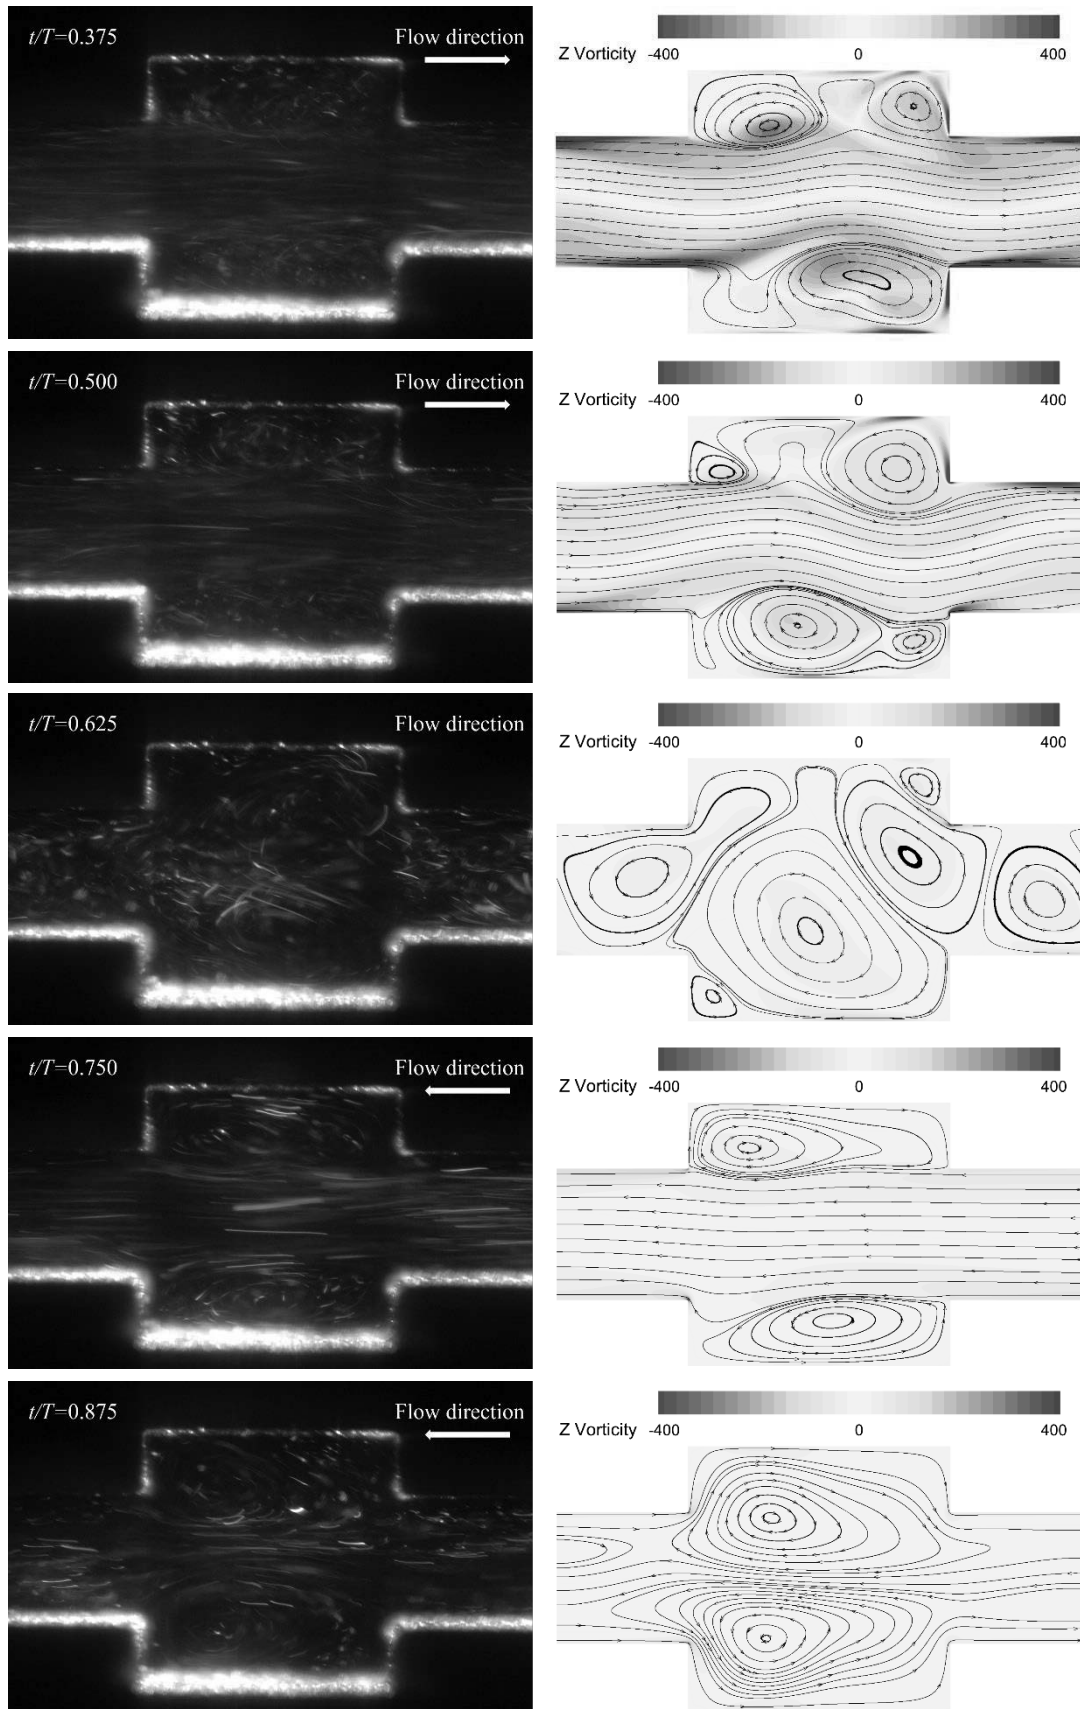 t/T=0.375 Flow direction
Z Vorticity -400 0 400
t/T=0.500 Flow direction
Z Vorticity -400 0 400
t/T=0.625 Flow direction
Z Vorticity -400 0 400
t/T=0.750 Flow direction
Z Vorticity -400 0 400
t/T=0.875 Flow direction
Z Vorticity -400 0 400